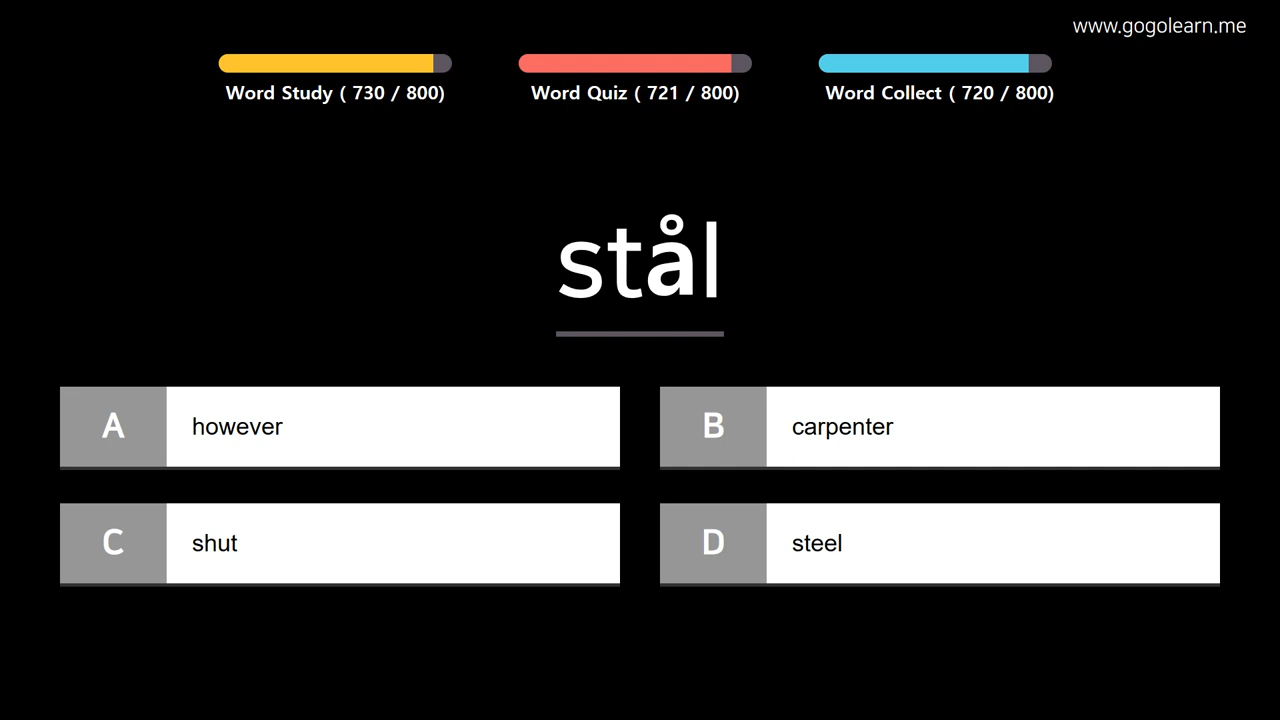 www.gogolearn.me
Word Study ( 730 / 800)
Word Quiz ( 721 / 800)
Word Collect ( 720 / 800)
stål
A however
B carpenter
C shut
D steel